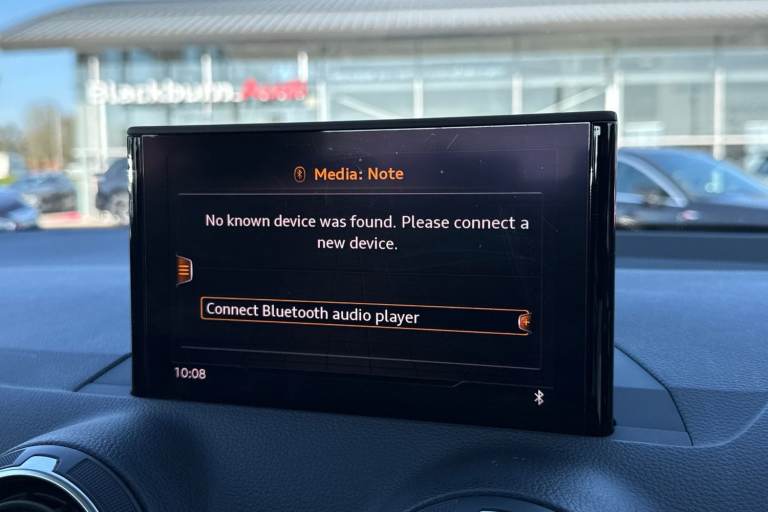 Blackburn Audi
Media: Note
No known device was found. Please connect a
new device.
Connect Bluetooth audio player
10:08